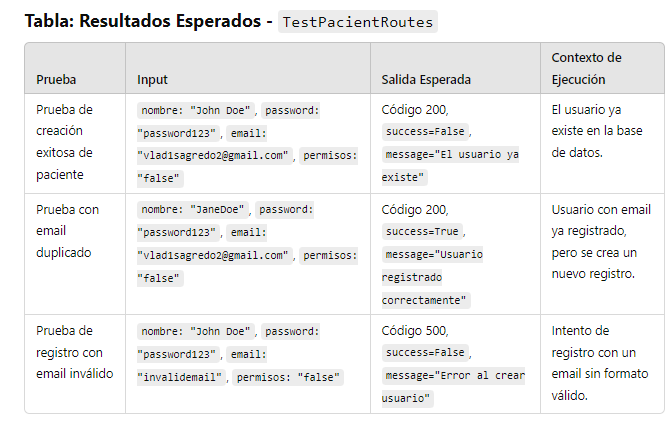 Tabla: Resultados Esperados - TestPacientRoutes
Prueba
Input
Salida Esperada
Contexto de
Ejecución
Prueba de
creación
exitosa de
paciente
nombre: "John Doe", password:
"password123", email:
"vladisagredo2@gmail.com", permisos:
"false"
Código 200,
success=False,
message="El usuario ya
existe"
El usuario ya
existe en la base
de datos.
Prueba con
email
duplicado
nombre: "JaneDoe", password:
"password123", email:
"vladisagredo2@gmail.com", permisos:
"false"
Código 200,
success=True,
message="Usuario
registrado
correctamente"
Usuario con email
ya registrado,
pero se crea un
nuevo registro.
Prueba de
registro con
email inválido
nombre: "John Doe", password:
"password123", email:
"invalidemail", permisos: "false"
Código 500,
success=False,
message="Error al crear
usuario"
Intento de
registro con un
email sin formato
válido.